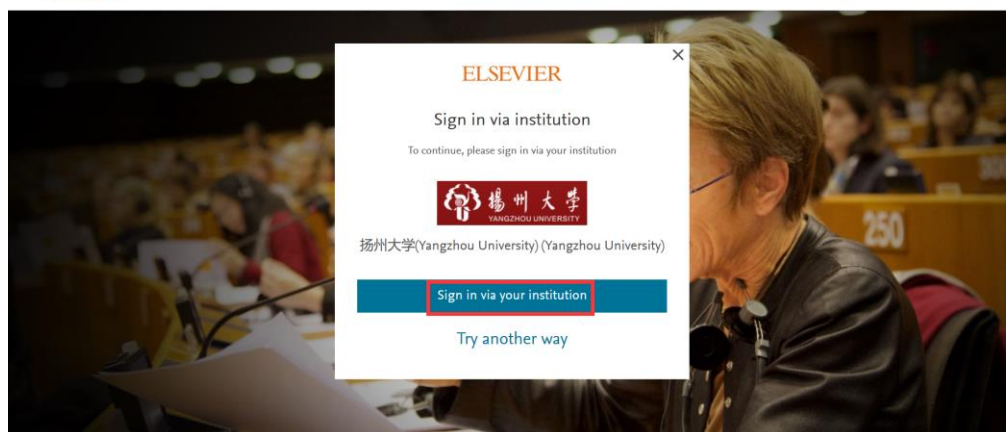 ELSEVIER
Sign in via institution
To continue, please sign in via your institution
揚州大学
YANGZHOU UNIVERSITY
扬州大学(Yangzhou University) (Yangzhou University)
Sign in via your institution
Try another way
250